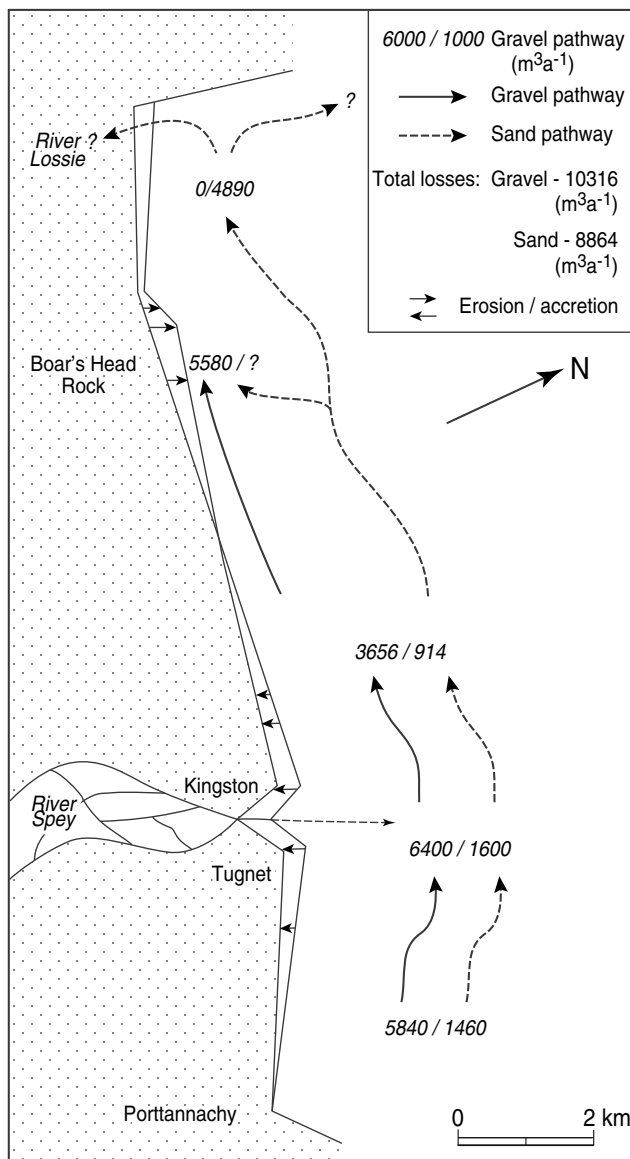 6000 / 1000 Gravel pathway
(m³a⁻¹)
Gravel pathway
Sand pathway
Total losses: Gravel - 10316
(m³a⁻¹)
Sand - 8864
(m³a⁻¹)
Erosion / accretion
?
River ?
Lossie
0/4890
Boar's Head
Rock
5580 / ?
N
3656 / 914
Kingston
River
Spey
6400 / 1600
Tugnet
5840 / 1460
Porttannachy
0 2 km